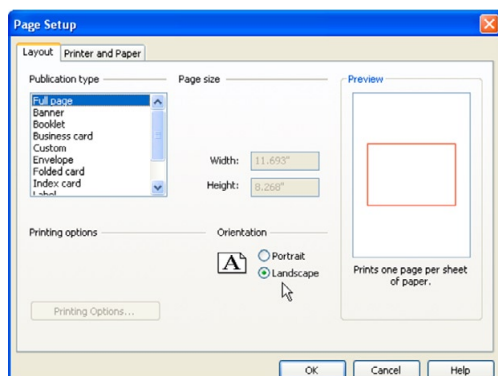 Page Setup
Layout
Printer and Paper
Publication type
Full page
Banner
Booklet
Business card
Custom
Envelope
Folded card
Index card
Label
Page size
Width: 11.693"
Height: 8.268"
Preview
Prints one page per sheet
of paper.
Printing options
Printing Options...
Orientation
A
Portrait
Landscape
OK
Cancel
Help